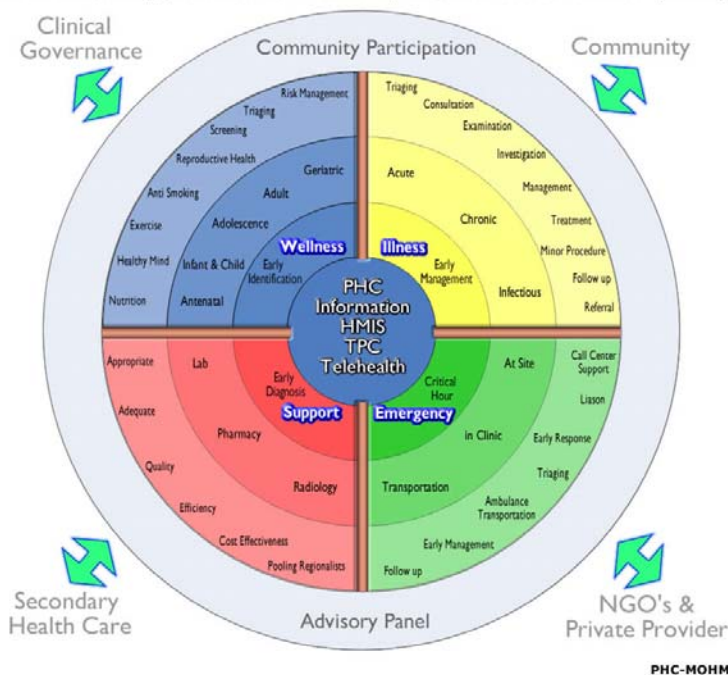 Clinical
Governance
Community Participation
Community
Risk Management
Triaging
Screening
Reproductive Health
Anti Smoking
Exercise
Healthy Mind
Nutrition
Geriatric
Adult
Adolescence
Infant & Child
Antenatal
Wellness
Early
Identification
Triaging
Consultation
Examination
Investigation
Management
Treatment
Minor Procedure
Follow up
Referral
Acute
Chronic
Infectious
Illness
Early
Management
PHC
Information
HMIS
TPC
Telehealth
Appropriate
Adequate
Quality
Efficiency
Cost Effectiveness
Pooling Regionalists
Lab
Pharmacy
Radiology
Early
Diagnosis
Support
Critical
Hour
Emergency
At Site
in Clinic
Transportation
Call Center
Support
Liason
Early Response
Triaging
Ambulance
Transportation
Early Management
Follow up
Secondary
Health Care
Advisory Panel
NGO's &
Private Provider
PHC-MOHM